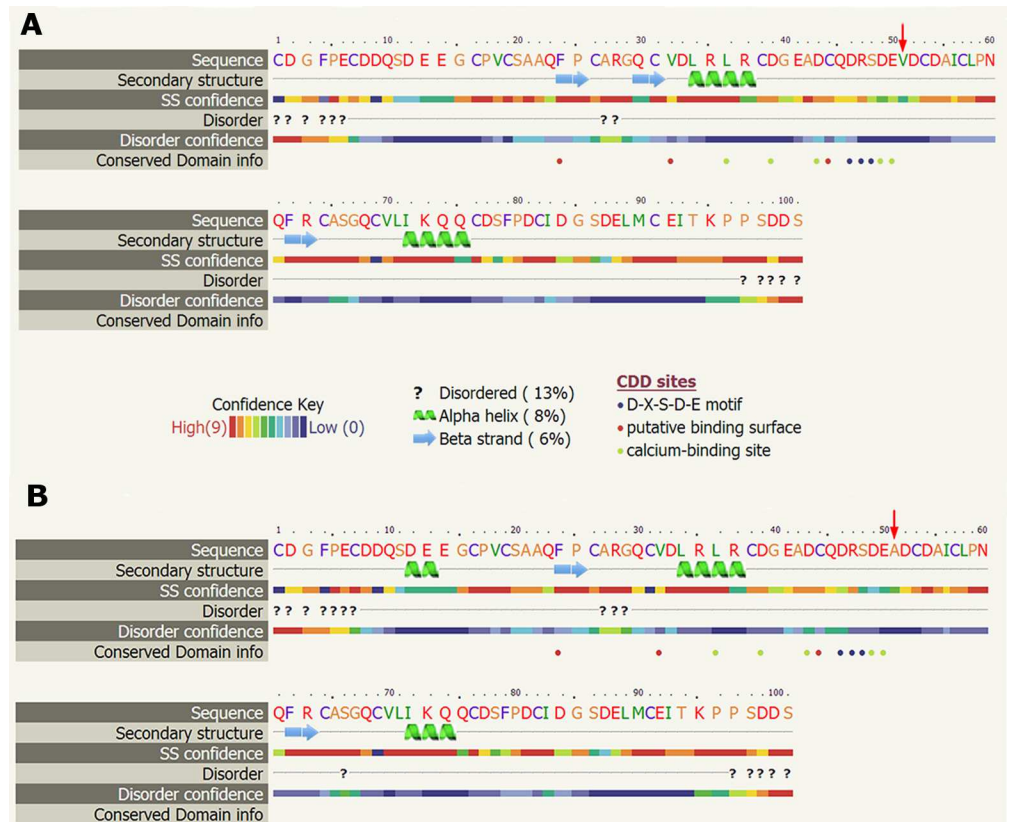 A
1 10 20 30 40 50 60
Sequence CDGFPECDDQSDEEGCPVCSAAQFPCARGQCVDLRLRCDGEADCQDRSDEVDCDAICLPN
Secondary structure
SS confidence
Disorder ?? ? ??? ??
Disorder confidence
Conserved Domain info
70 80 90 100
Sequence QFRCASGQCVLIKQQCDSFPDCIDGSDELMCEITKPPSDDS
Secondary structure
SS confidence
Disorder ? ??? ?
Disorder confidence
Conserved Domain info
Confidence Key
High(9) Low (0)
? Disordered ( 13%)
Alpha helix ( 8%)
Beta strand ( 6%)
CDD sites
D-X-S-D-E motif
putative binding surface
calcium-binding site
B
1 10 20 30 40 50 60
Sequence CDGFPECDDQSDEEGCPVCSAAQFPCARGQCVDLRLRCDGEADCQDRSDEADCDAICLPN
Secondary structure
SS confidence
Disorder ?? ? ???? ???
Disorder confidence
Conserved Domain info
70 80 90 100
Sequence QFRCASGQCVLIKQQCDSFPDCIDGSDELMCEITKPPSDDS
Secondary structure
SS confidence
Disorder ? ? ??? ?
Disorder confidence
Conserved Domain info